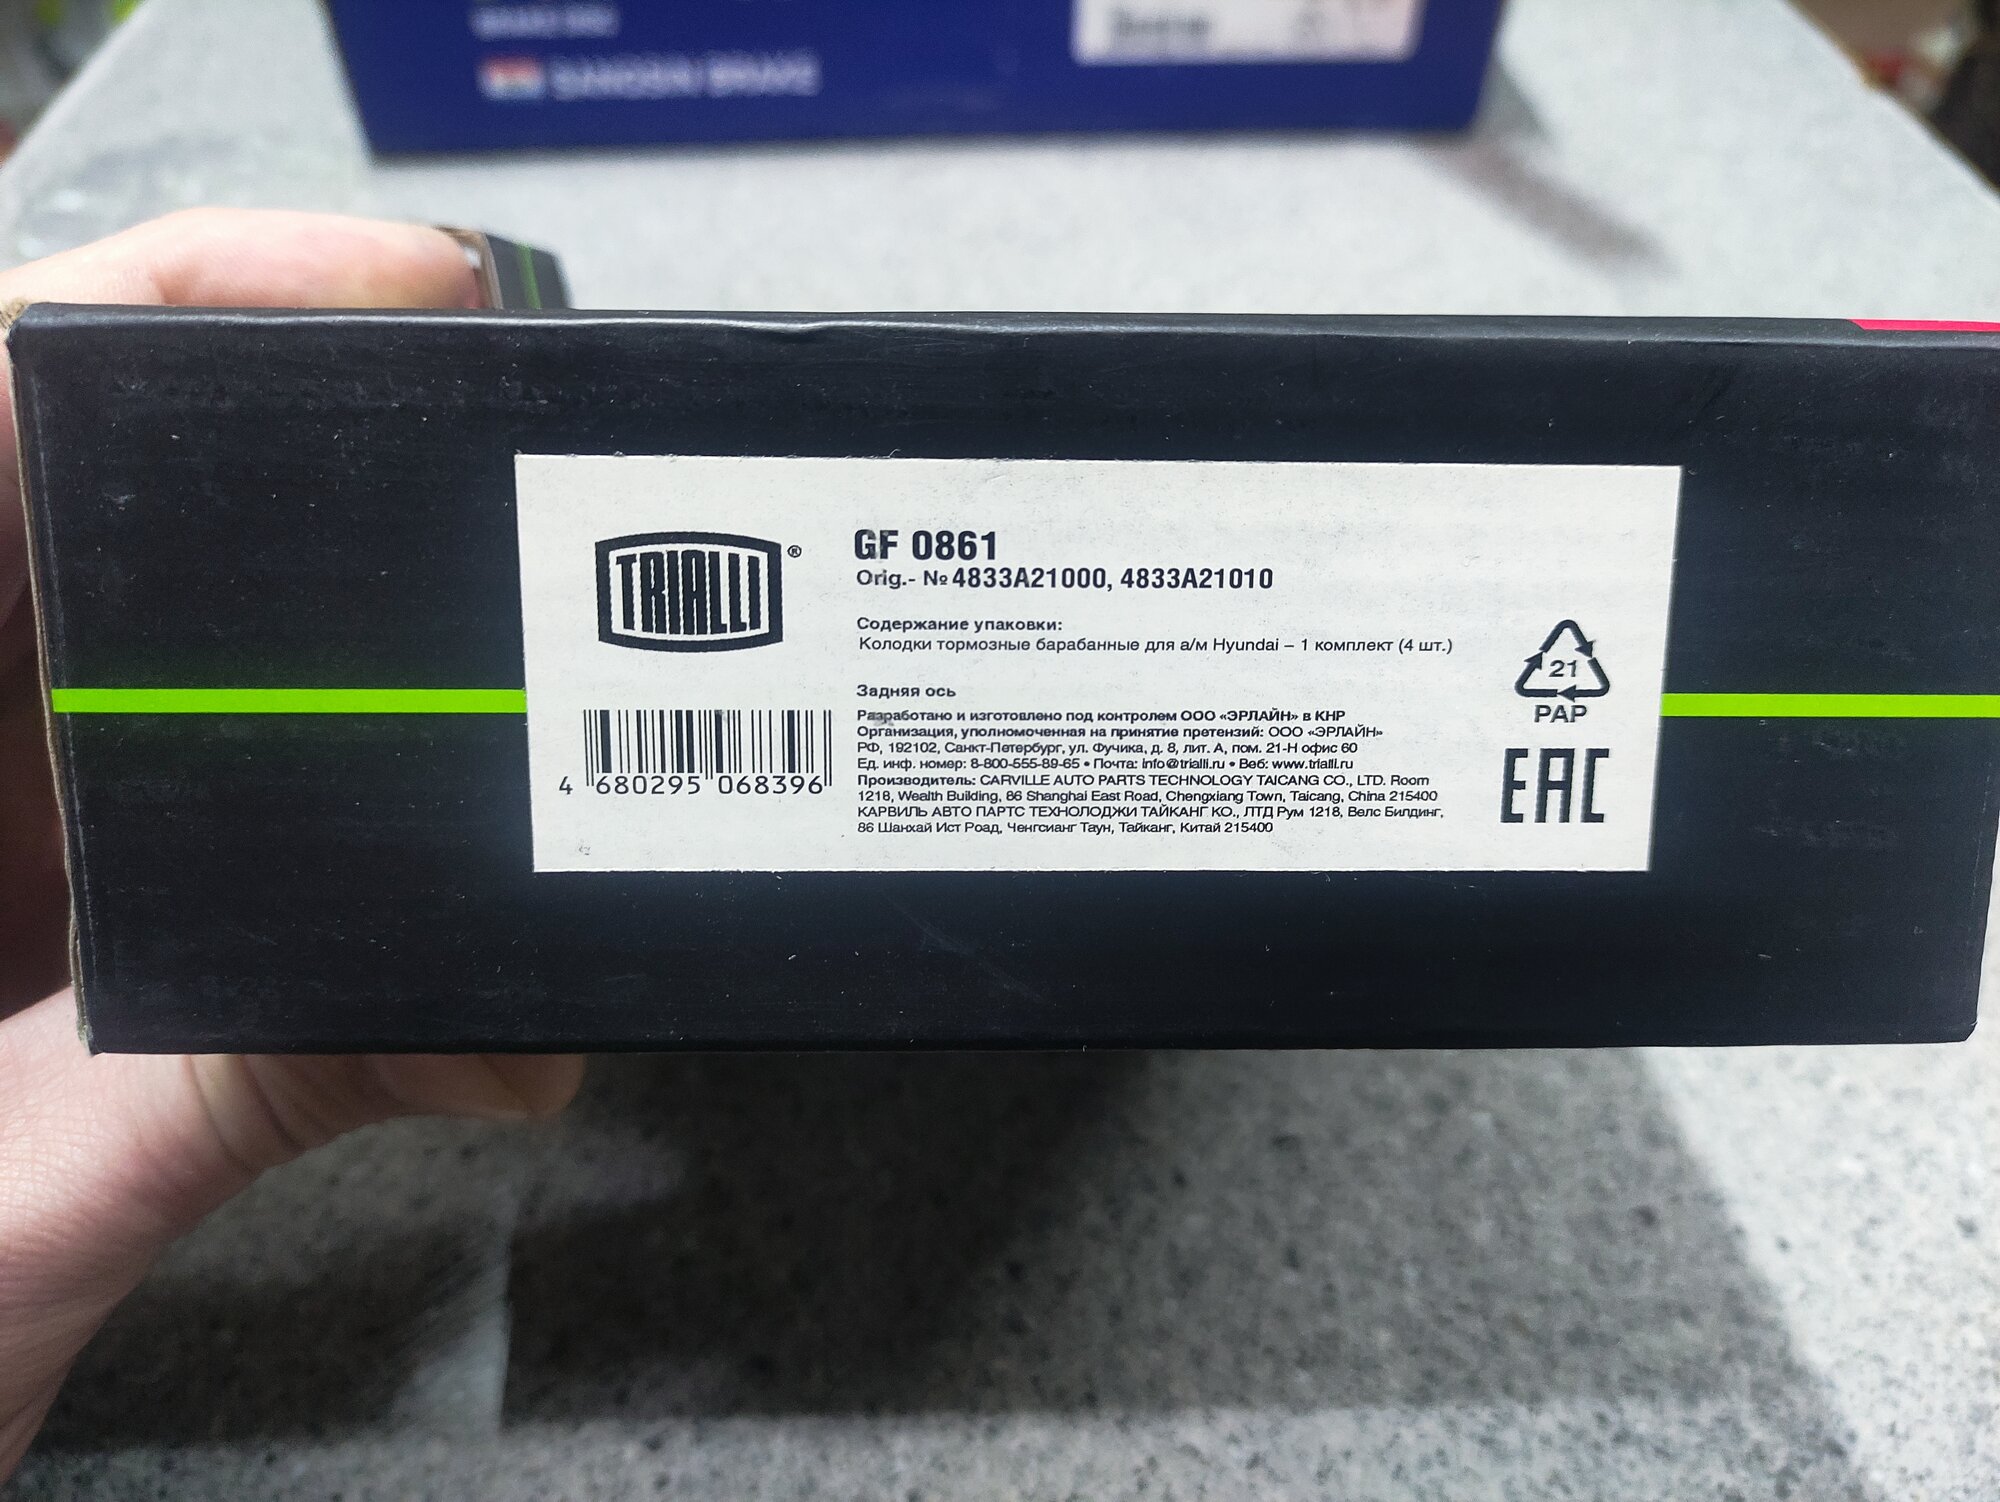 SANGSIN BRAKE
TRIALLI®
GF 0861
Orig.- № 4833A21000, 4833A21010
Содержание упаковки:
Колодки тормозные барабанные для а/м Hyundai – 1 комплект (4 шт.)
Задняя ось
Разработано и изготовлено под контролем ООО «ЭРЛАЙН» в КНР
Организация, уполномоченная на принятие претензий: ООО «ЭРЛАЙН»
РФ, 192102, Санкт-Петербург, ул. Фучика, д. 8, лит. А, пом. 21-Н офис 60
Ед. инф. номер: 8-800-555-89-65 • Почта: info@trialli.ru • Веб: www.trialli.ru
Производитель: CARVILLE AUTO PARTS TECHNOLOGY TAICANG CO., LTD. Room
1218, Wealth Building, 86 Shanghai East Road, Chengxiang Town, Taicang, China 215400
КАРВИЛЬ АВТО ПАРТС ТЕХНОЛОДЖИ ТАЙКАНГ КО., ЛТД Рум 1218, Велс Билдинг,
86 Шанхай Ист Роад, Ченгсианг Таун, Тайканг, Китай 215400
4 680295 068396
21
PAP
EAC